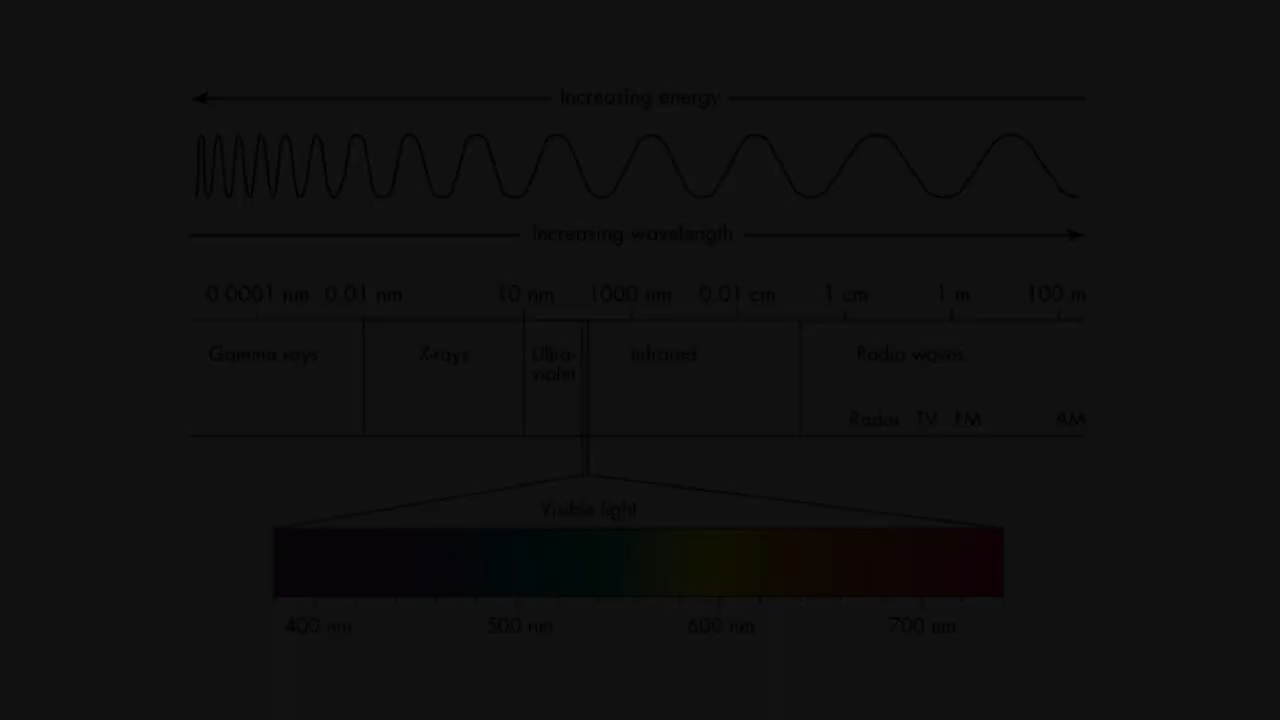 Increasing energy
Increasing wavelength
0.0001 nm 0.01 nm 10 nm 1000 nm 0.01 cm 1 cm 1 m 100 m
Gamma rays X-rays Ultra- Infrared Radio waves
violet
Radar TV FM AM
Visible light
400 nm 500 nm 600 nm 700 nm